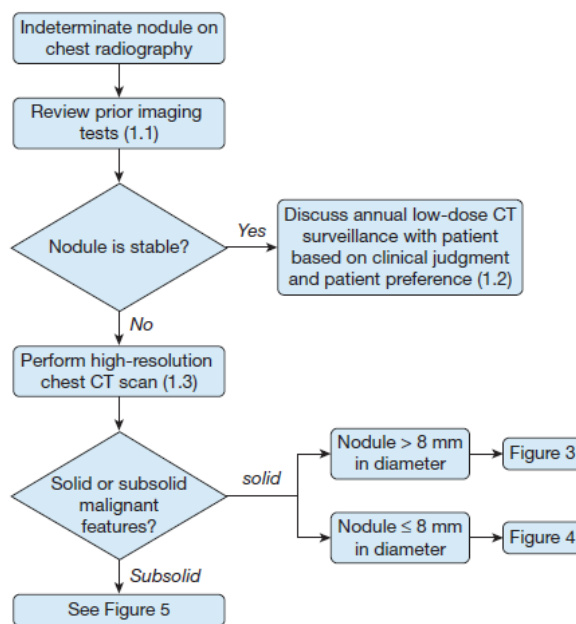 Indeterminate nodule on
chest radiography
Review prior imaging
tests (1.1)
Nodule is stable?
Yes
Discuss annual low-dose CT
surveillance with patient
based on clinical judgment
and patient preference (1.2)
No
Perform high-resolution
chest CT scan (1.3)
Solid or subsolid
malignant
features?
solid
Nodule > 8 mm
in diameter
Figure 3
Nodule ≤ 8 mm
in diameter
Figure 4
Subsolid
See Figure 5